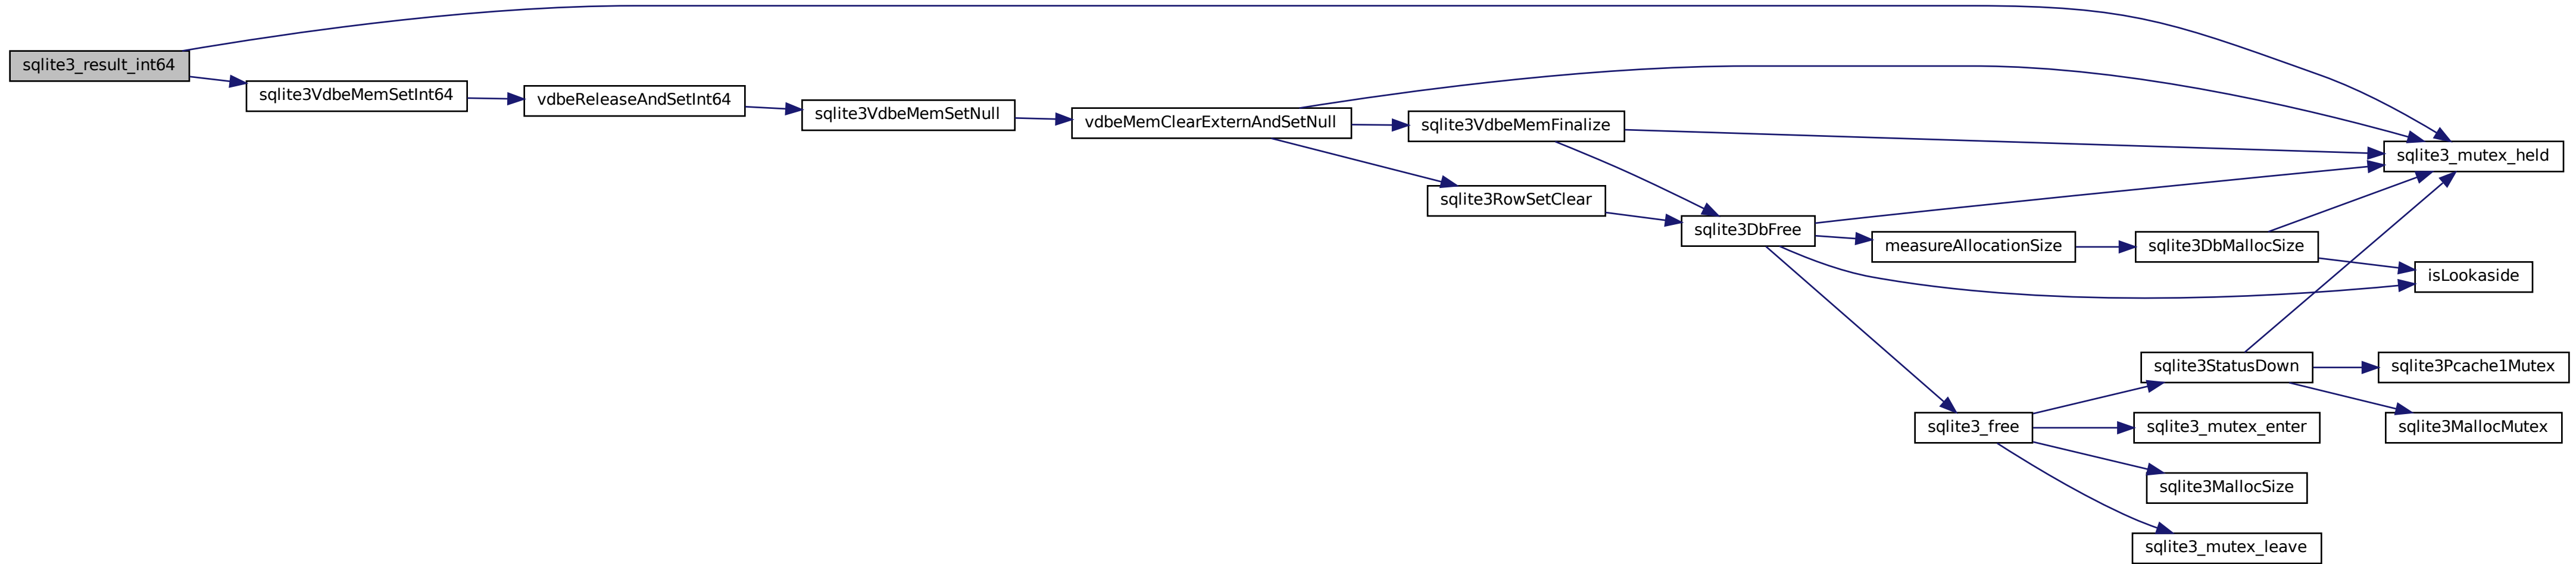 sqlite3_result_int64
sqlite3VdbeMemSetInt64
vdbeReleaseAndSetInt64
sqlite3VdbeMemSetNull
vdbeMemClearExternAndSetNull
sqlite3VdbeMemFinalize
sqlite3_mutex_held
sqlite3RowSetClear
sqlite3DbFree
measureAllocationSize
sqlite3DbMallocSize
isLookaside
sqlite3StatusDown
sqlite3Pcache1Mutex
sqlite3_free
sqlite3_mutex_enter
sqlite3MallocMutex
sqlite3MallocSize
sqlite3_mutex_leave